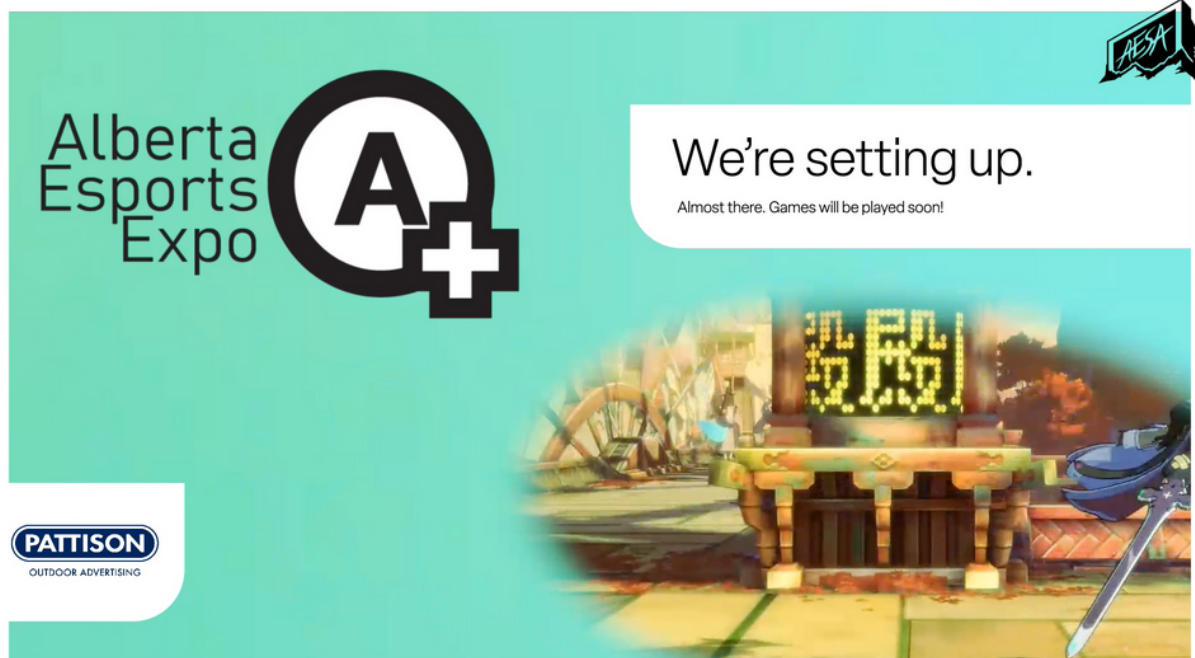 Alberta
Esports
Expo
A
AESA
We're setting up.
Almost there. Games will be played soon!
PATTISON
OUTDOOR ADVERTISING